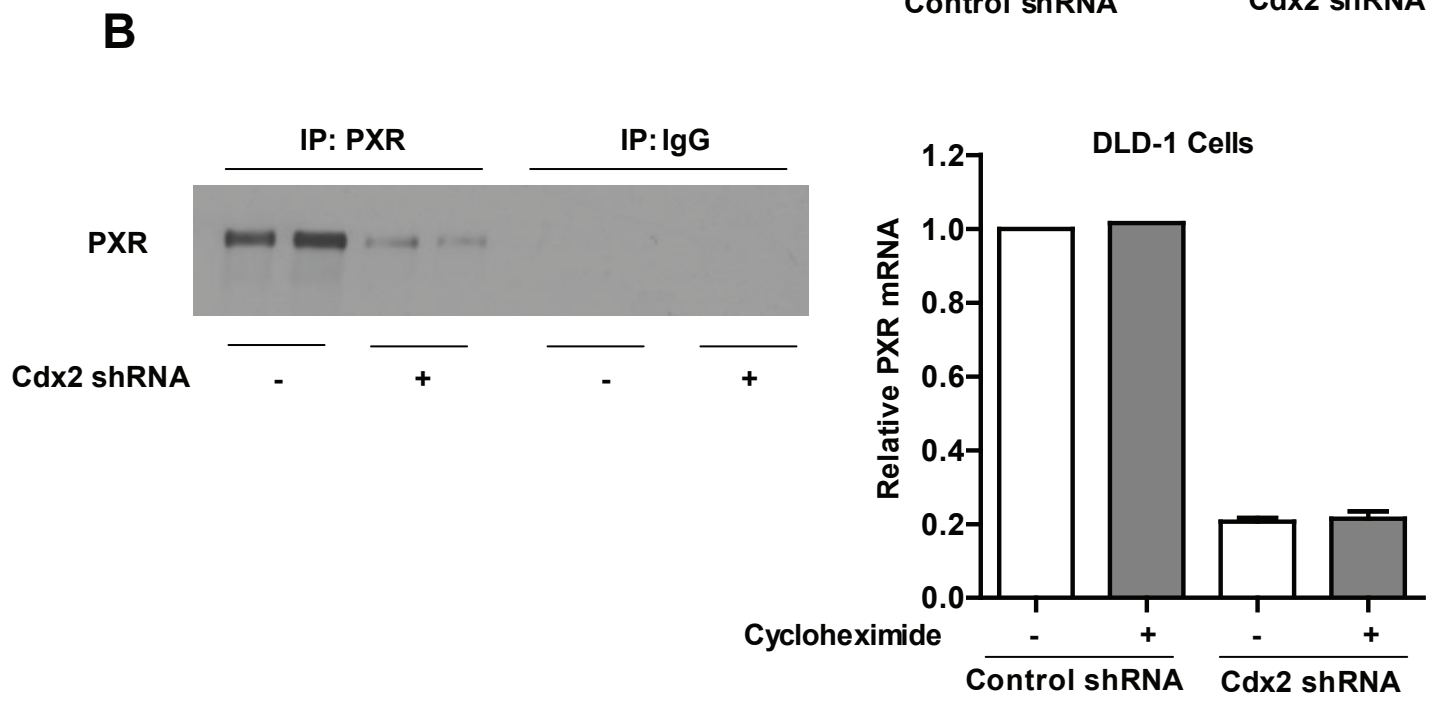 Control shRNA Cdx2 shRNA
B
IP: PXR IP: IgG
PXR
Cdx2 shRNA - + - +
DLD-1 Cells
Relative PXR mRNA
1.2
1.0
0.8
0.6
0.4
0.2
0.0
Cycloheximide - + - +
Control shRNA Cdx2 shRNA